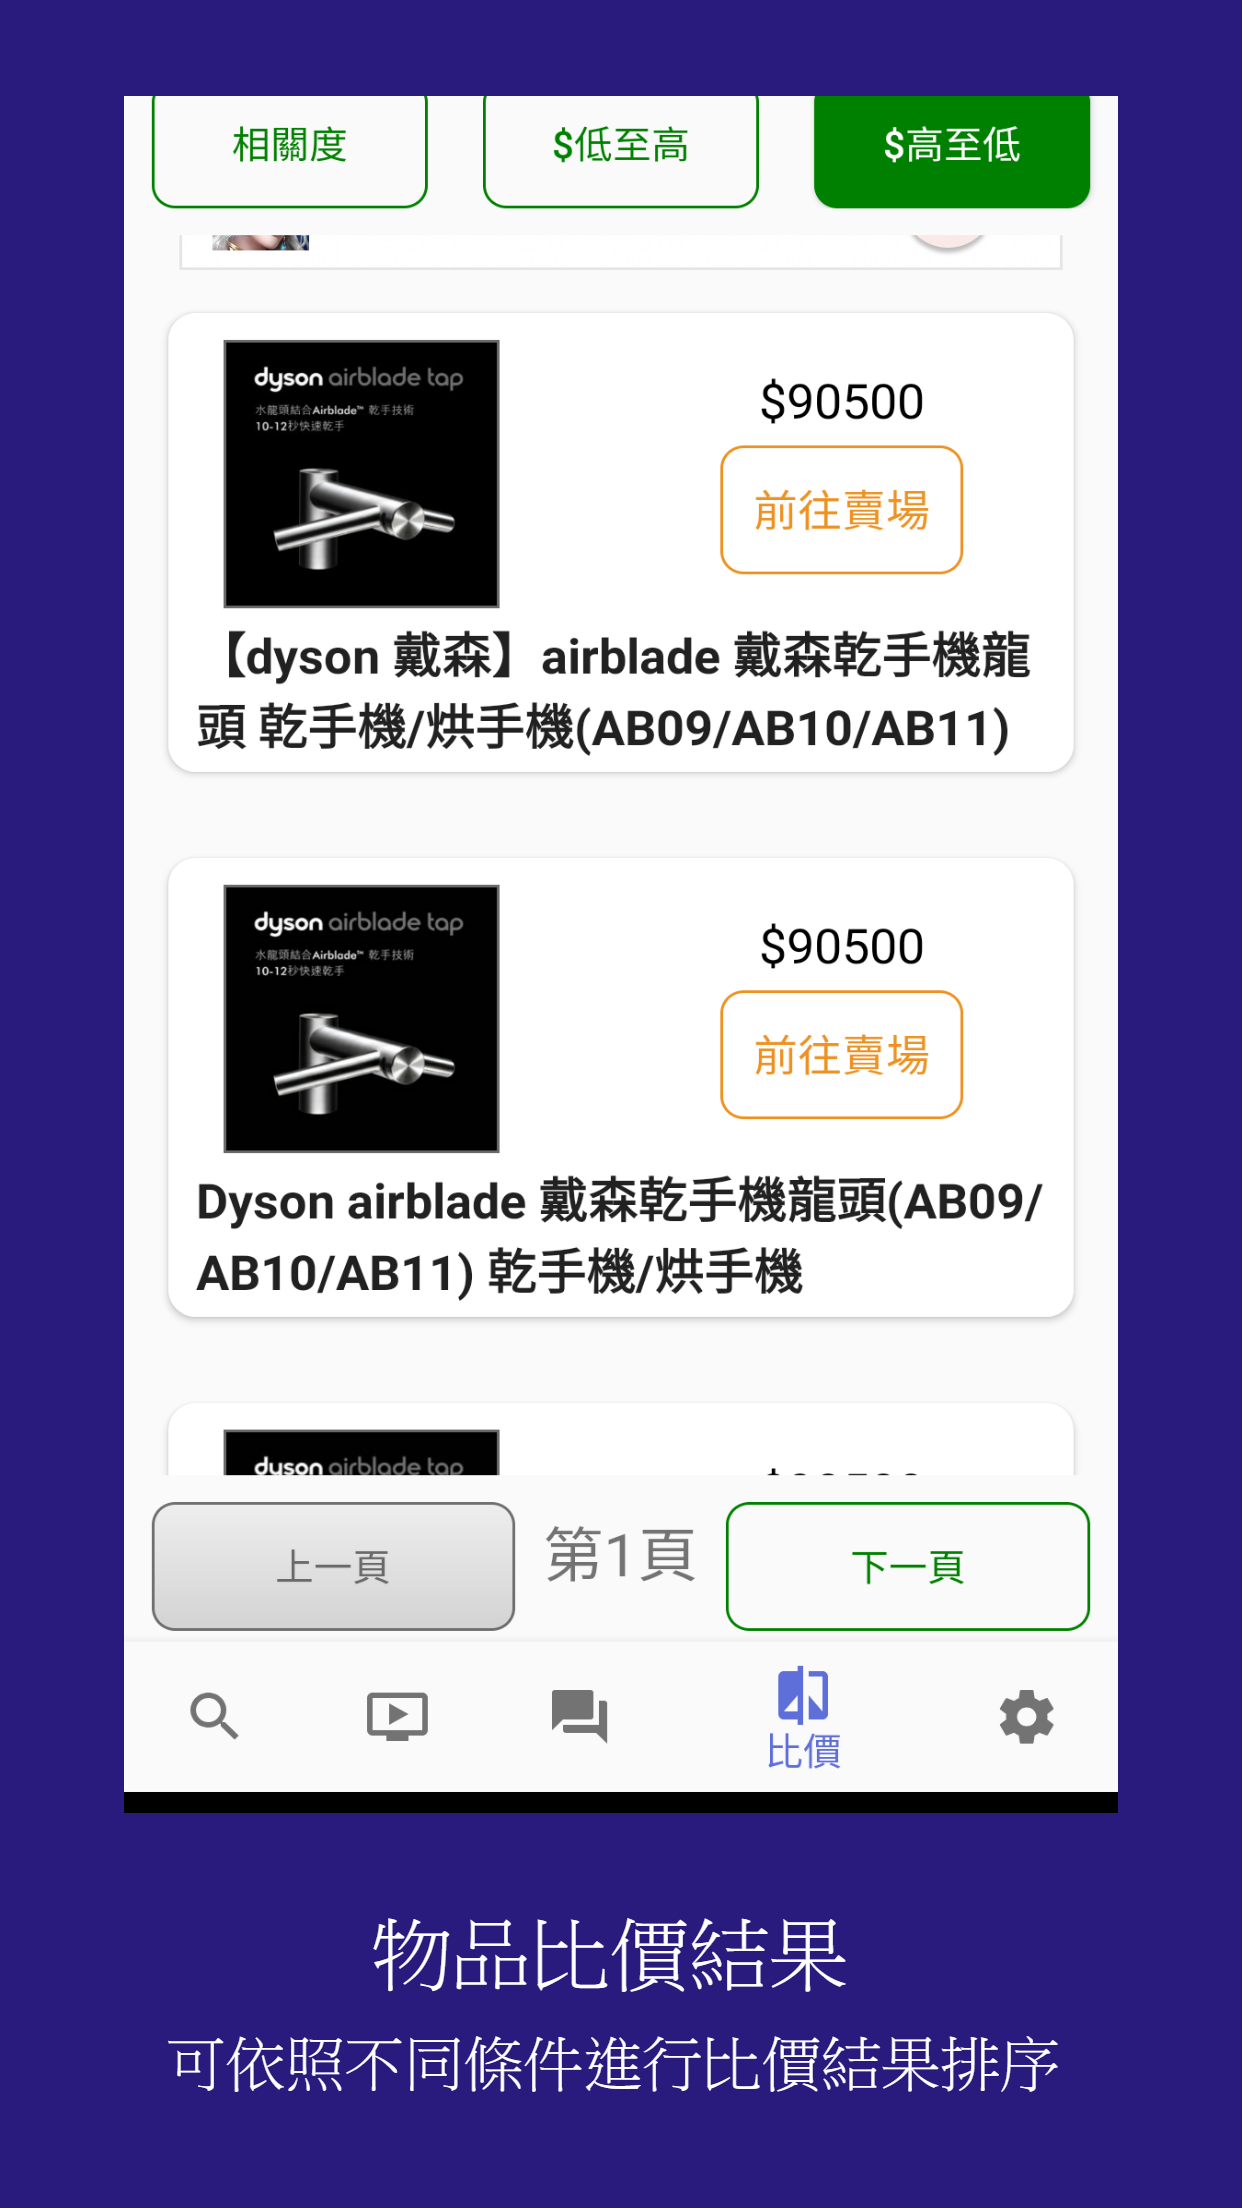 相關度
$低至高
$高至低
dyson airblade tap
水龍頭結合Airblade™ 乾手技術
10-12秒快速乾手
$90500
前往賣場
【dyson 戴森】airblade 戴森乾手機龍
頭 乾手機/烘手機(AB09/AB10/AB11)
dyson airblade tap
水龍頭結合Airblade™ 乾手技術
10-12秒快速乾手
$90500
前往賣場
Dyson airblade 戴森乾手機龍頭(AB09/
AB10/AB11) 乾手機/烘手機
dyson airblade tap
上一頁
第1頁
下一頁
比價
物品比價結果
可依照不同條件進行比價結果排序